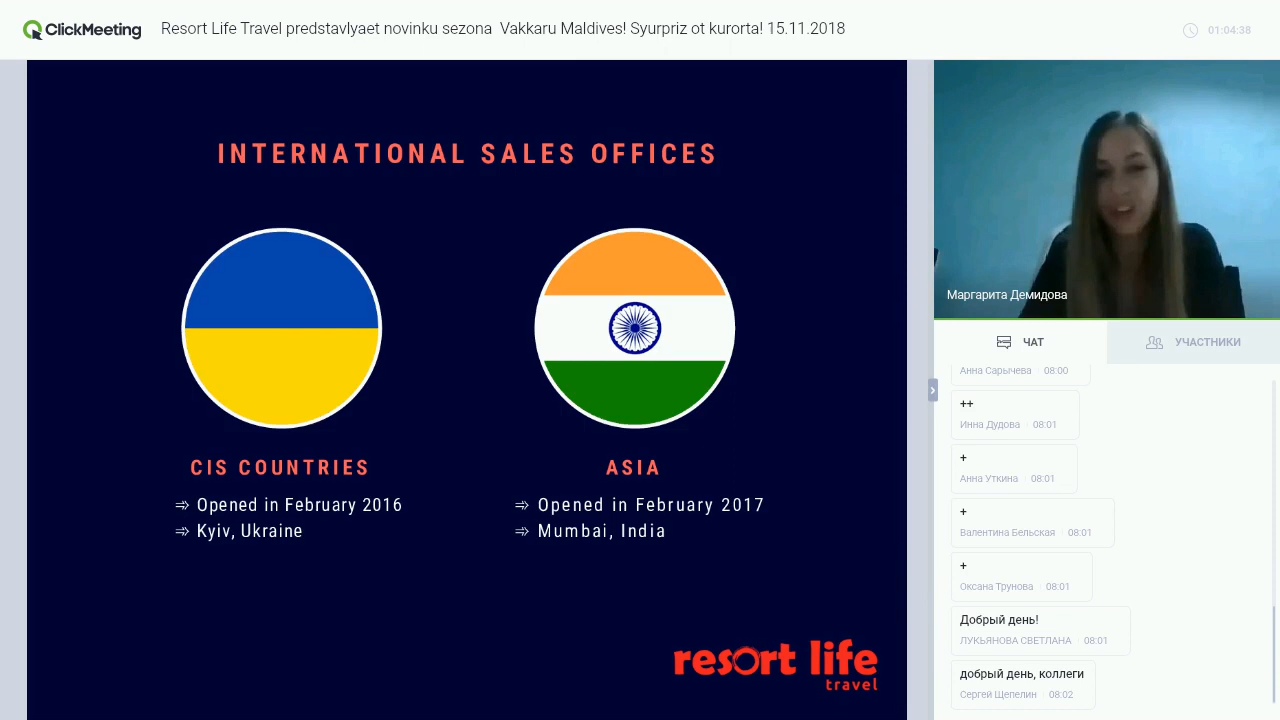 ClickMeeting
Resort Life Travel predstavlyaet novinku sezona Vakkaru Maldives! Syurpriz ot kurorta! 15.11.2018
01:04:38
INTERNATIONAL SALES OFFICES
CIS COUNTRIES
⇒ Opened in February 2016
⇒ Kyiv, Ukraine
ASIA
⇒ Opened in February 2017
⇒ Mumbai, India
resort life
travel
Маргарита Демидова
ЧАТ
УЧАСТНИКИ
Анна Сарычева 08:00
++
Инна Дудова 08:01
+
Анна Уткина 08:01
+
Валентина Бельская 08:01
+
Оксана Трунова 08:01
Добрый день!
ЛУКЬЯНОВА СВЕТЛАНА 08:01
добрый день, коллеги
Сергей Щепелин 08:02